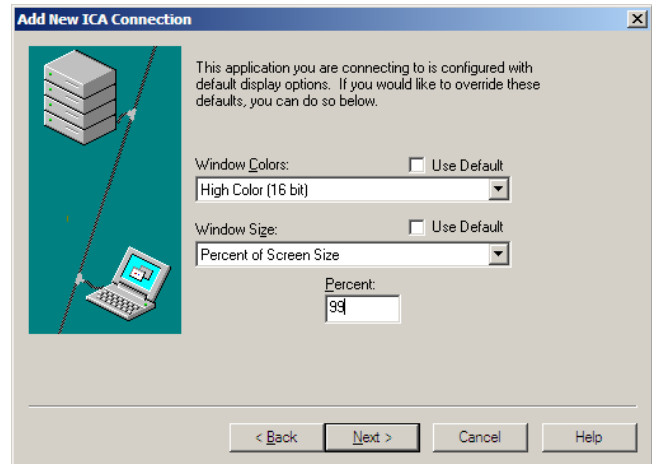 Add New ICA Connection
This application you are connecting to is configured with
default display options. If you would like to override these
defaults, you can do so below.
Window Colors:
Use Default
High Color (16 bit)
Window Size:
Use Default
Percent of Screen Size
Percent:
99
< Back
Next >
Cancel
Help